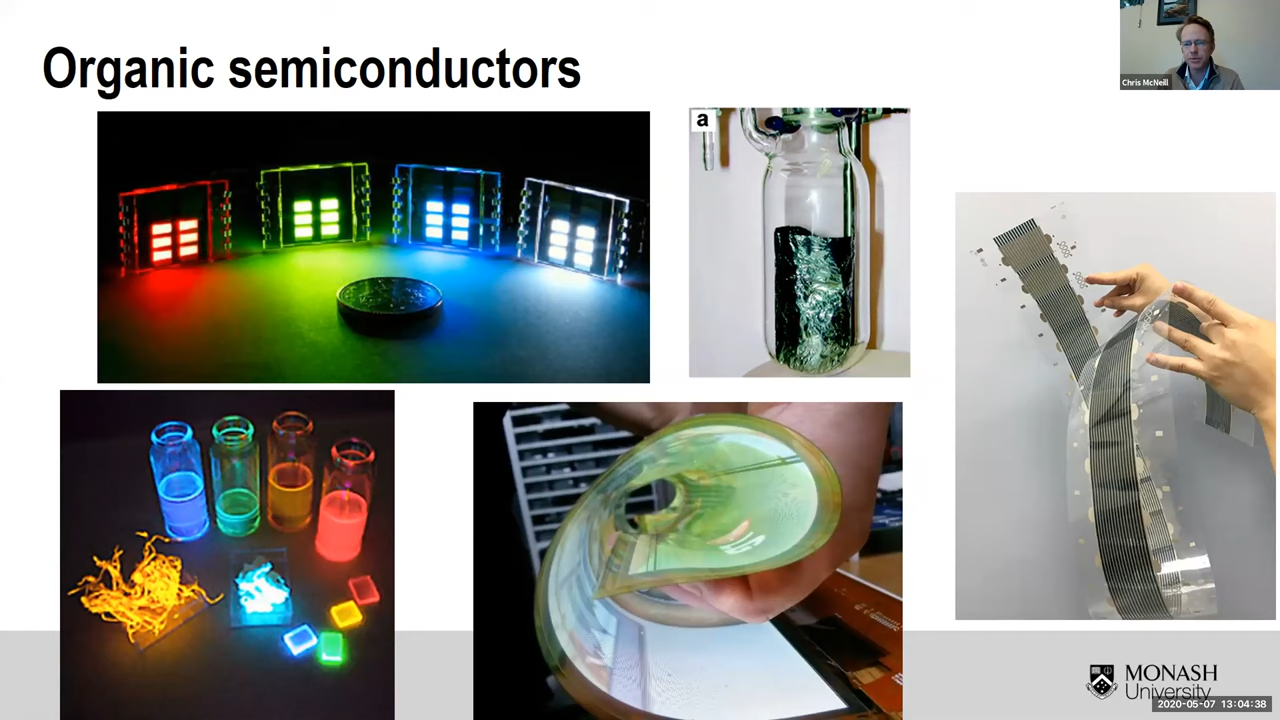 Organic semiconductors
Chris McNeill
a
MONASH
University
2020-05-07 13:04:38